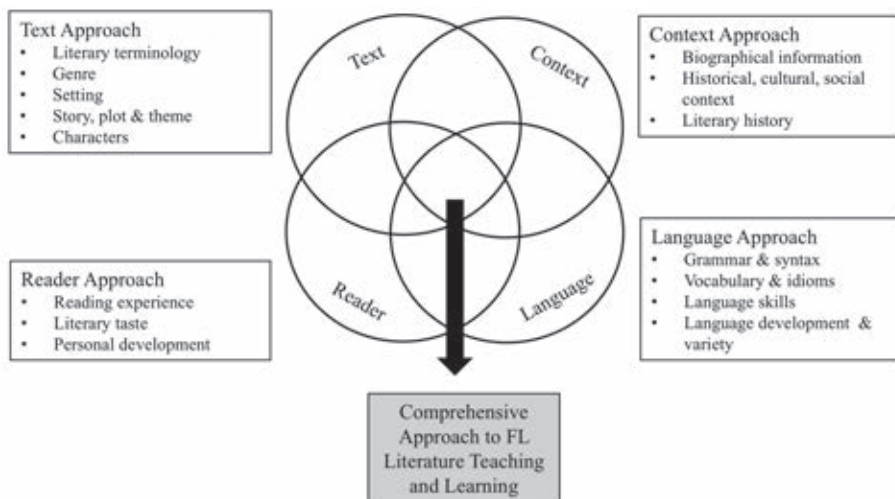 Text Approach
• Literary terminology
• Genre
• Setting
• Story, plot & theme
• Characters
Text
Context
Context Approach
• Biographical information
• Historical, cultural, social
context
• Literary history
Reader Approach
• Reading experience
• Literary taste
• Personal development
Reader
Language
Language Approach
• Grammar & syntax
• Vocabulary & idioms
• Language skills
• Language development &
variety
Comprehensive
Approach to FL
Literature Teaching
and Learning